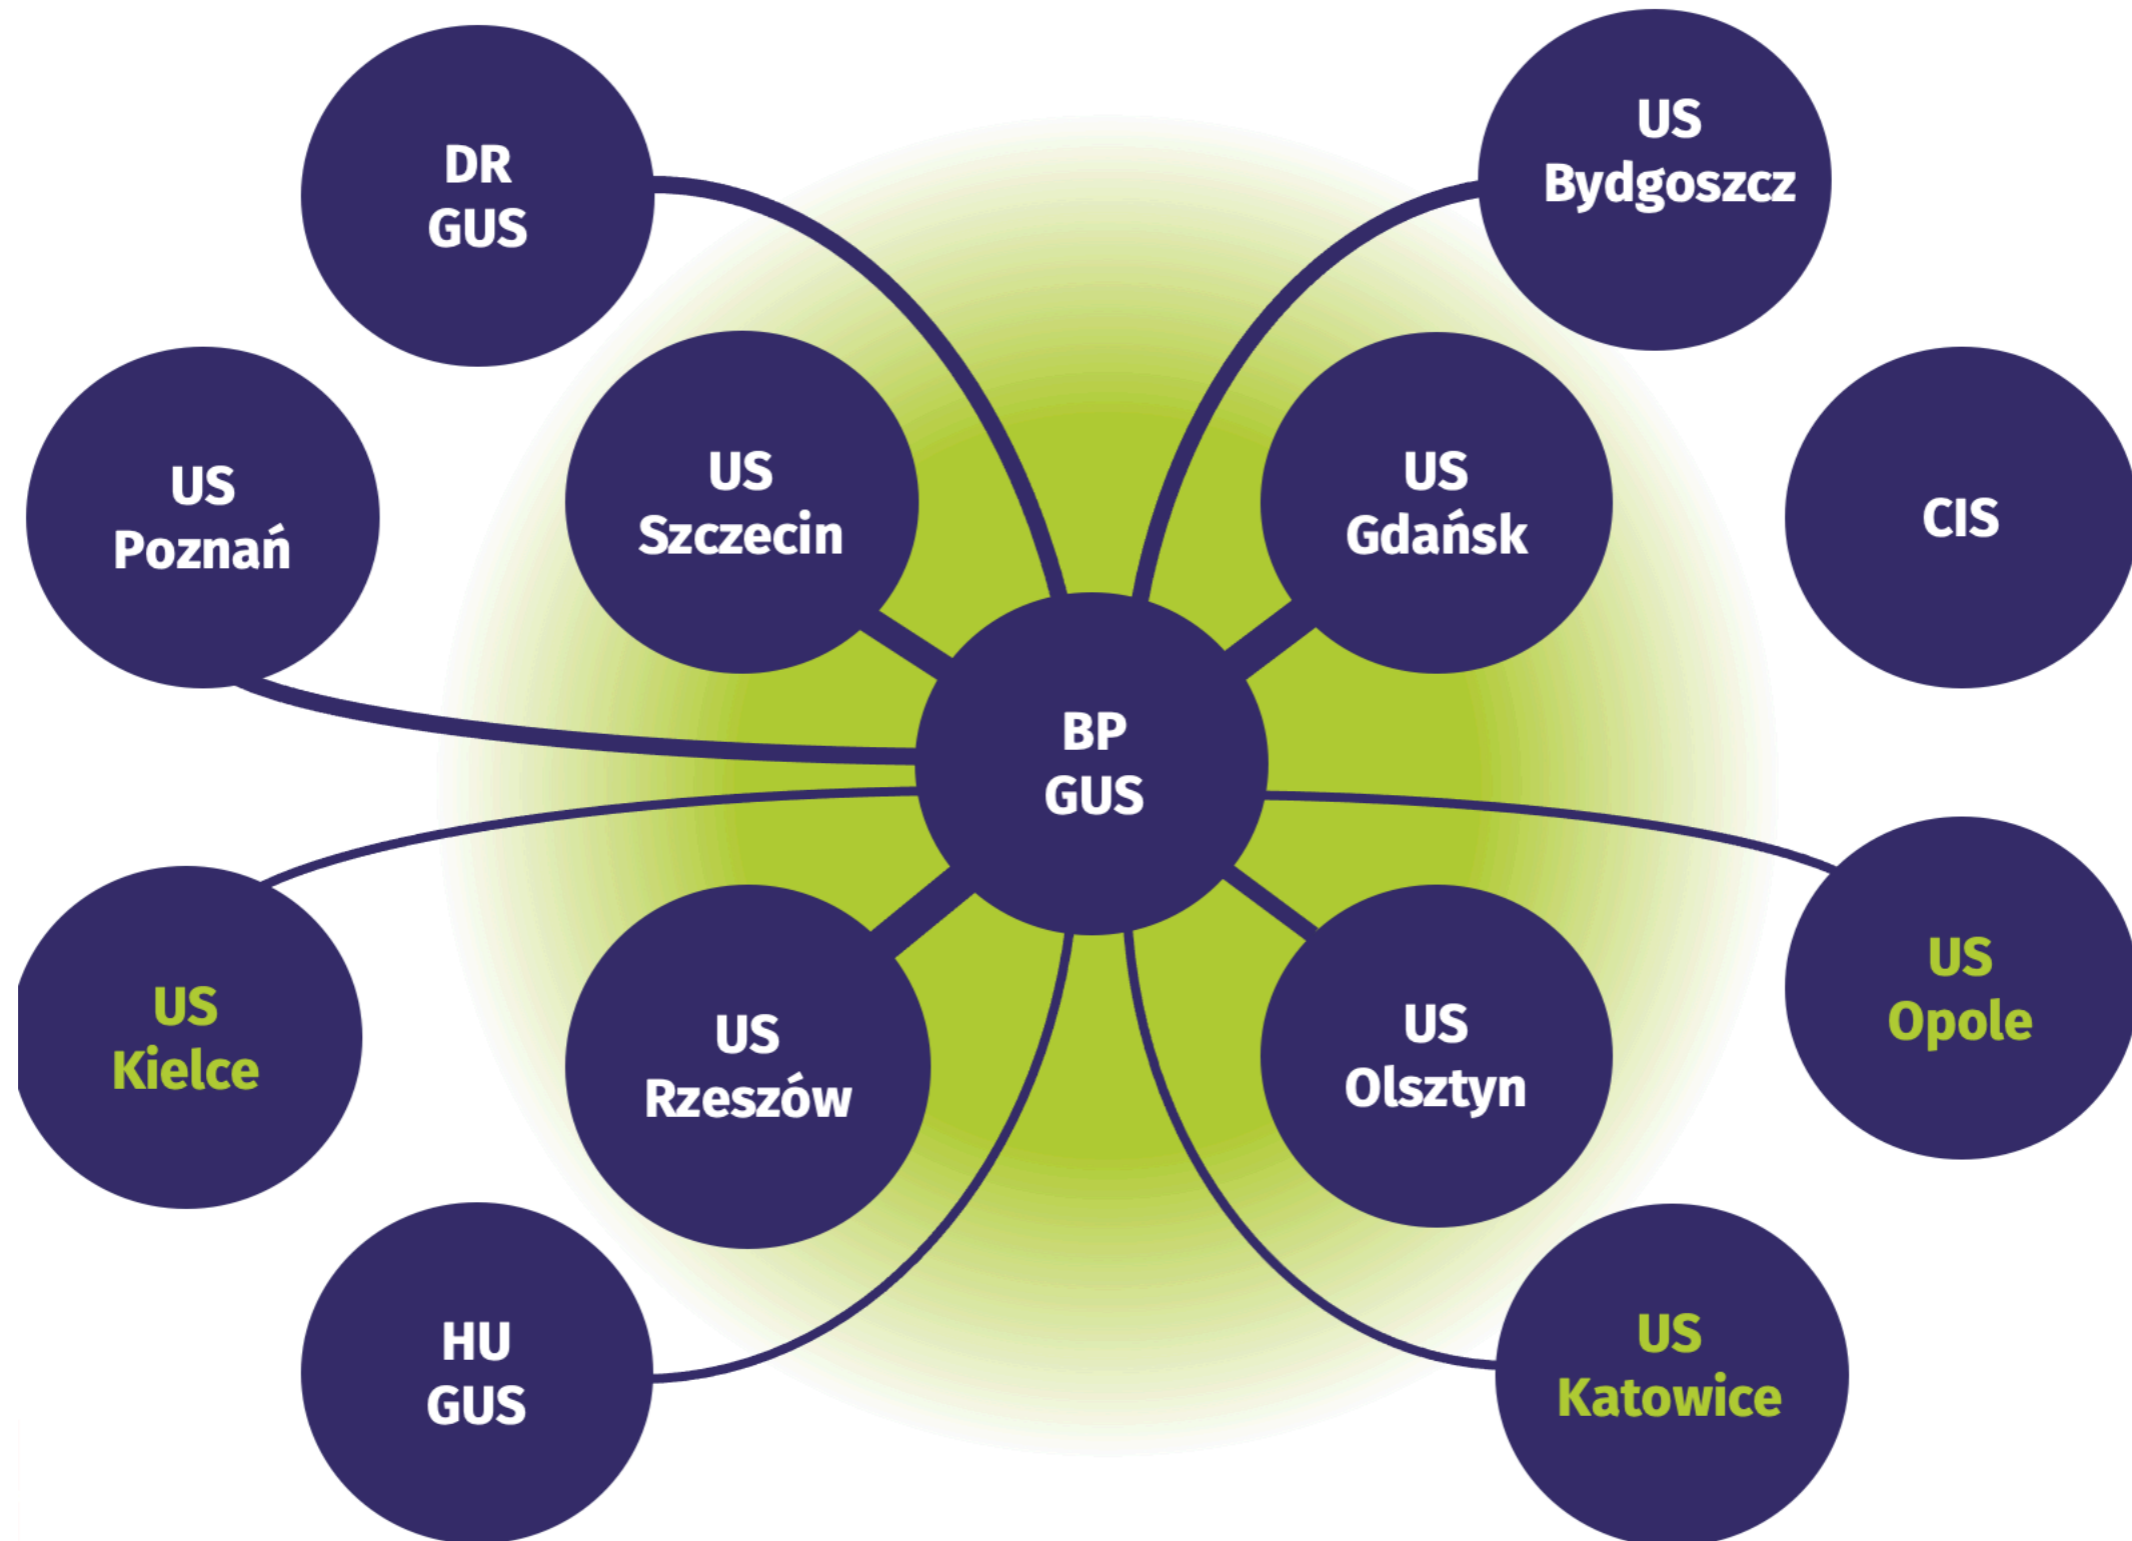 DR
GUS
US
Bydgoszcz
US
Poznań
US
Szczecin
US
Gdańsk
CIS
BP
GUS
US
Kielce
US
Rzeszów
US
Olsztyn
US
Opole
HU
GUS
US
Katowice